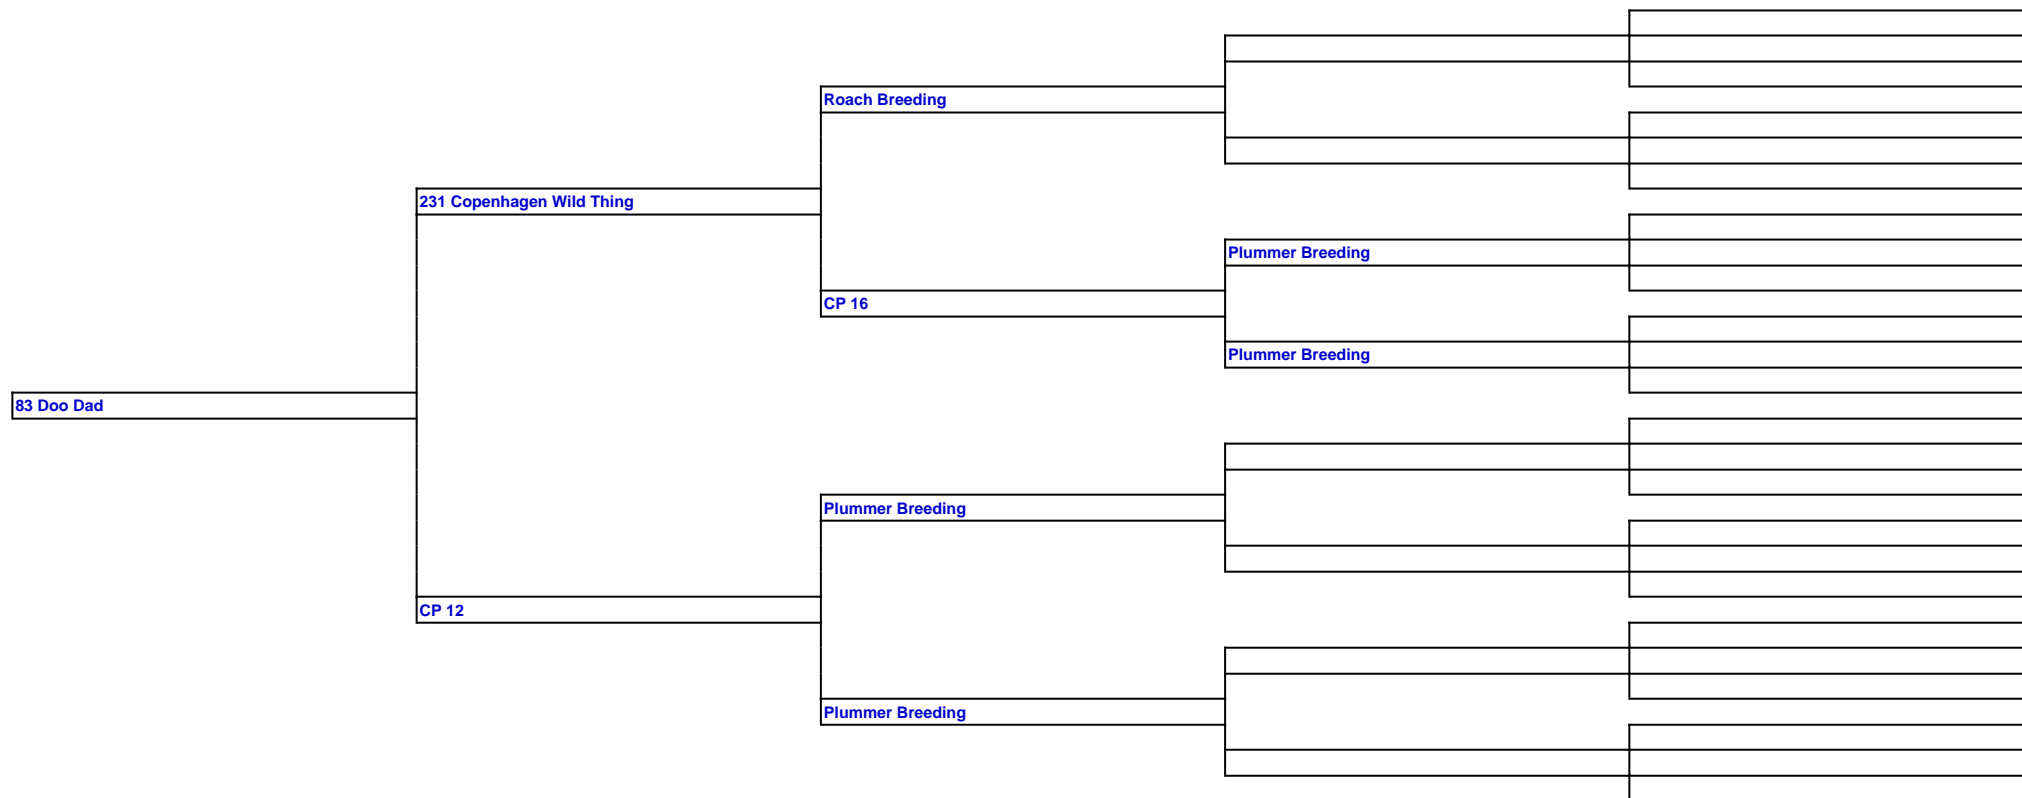 Roach Breeding
231 Copenhagen Wild Thing
Plummer Breeding
CP 16
Plummer Breeding
83 Doo Dad
Plummer Breeding
CP 12
Plummer Breeding